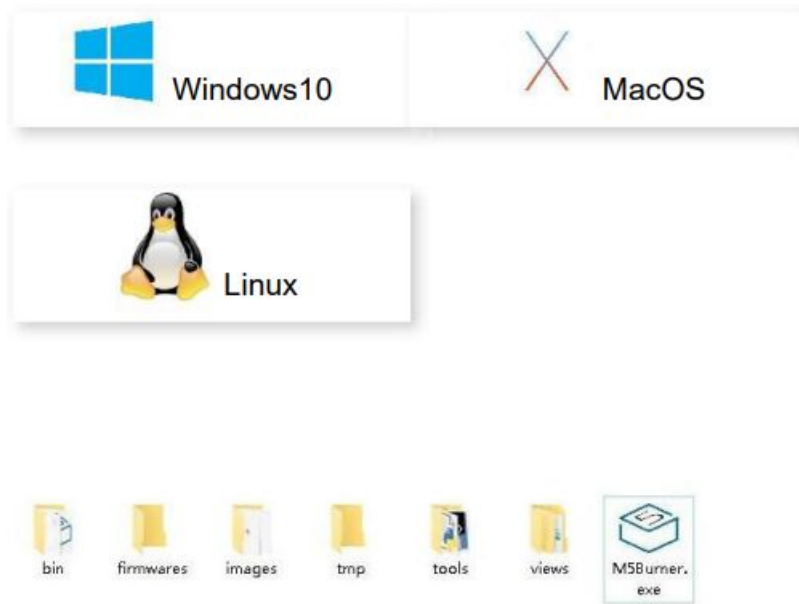 Windows10
MacOS
Linux
bin
firmwares
images
tmp
tools
views
M5Burner.
exe